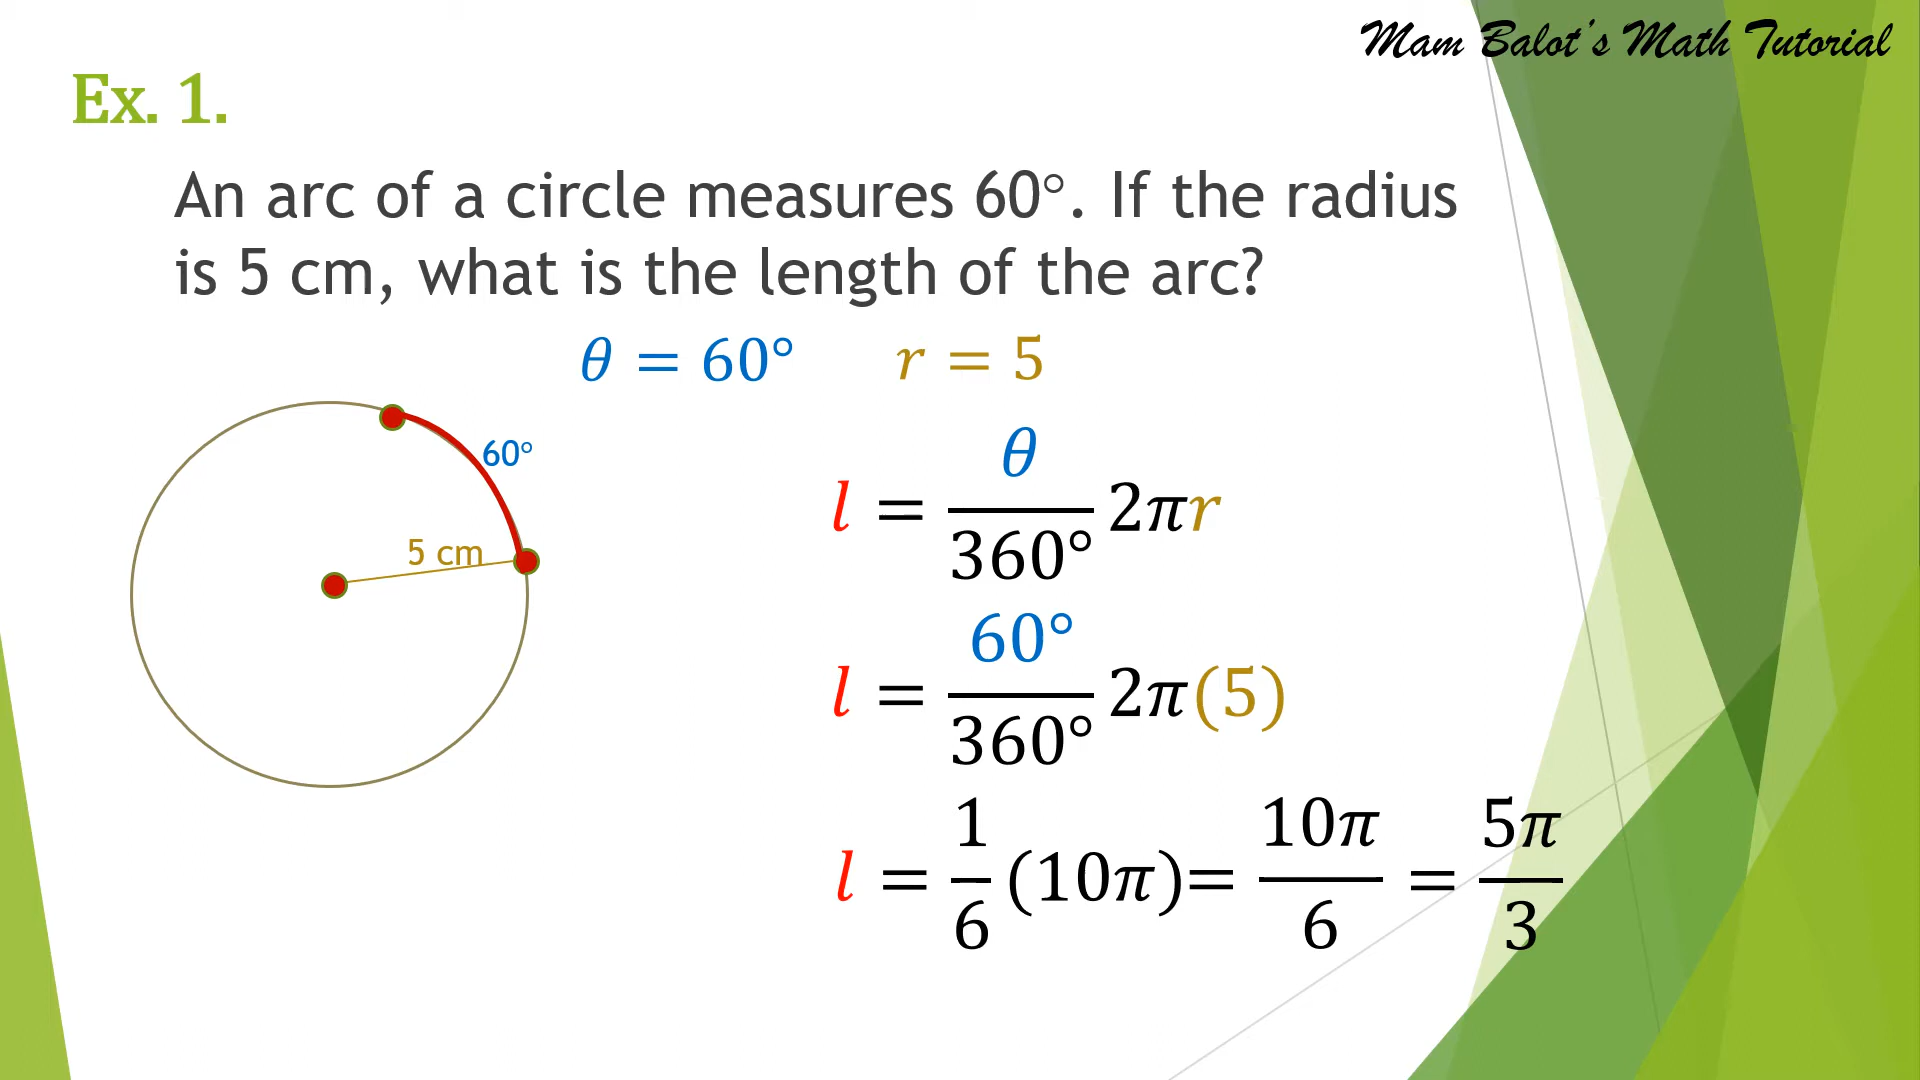 Mam Balot's Math Tutorial
Ex. 1.
An arc of a circle measures 60°. If the radius
is 5 cm, what is the length of the arc?
θ = 60° r = 5
60°
5 cm
l = θ/360° 2πr
l = 60°/360° 2π(5)
l = 1/6 (10π)= 10π/6 = 5π/3